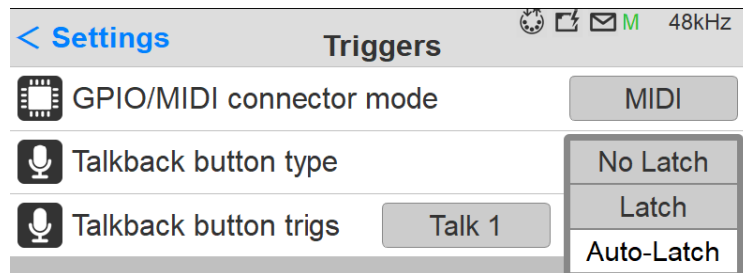 < Settings
Triggers
M 48kHz
GPIO/MIDI connector mode
MIDI
Talkback button type
No Latch
Latch
Auto-Latch
Talkback button trigs
Talk 1